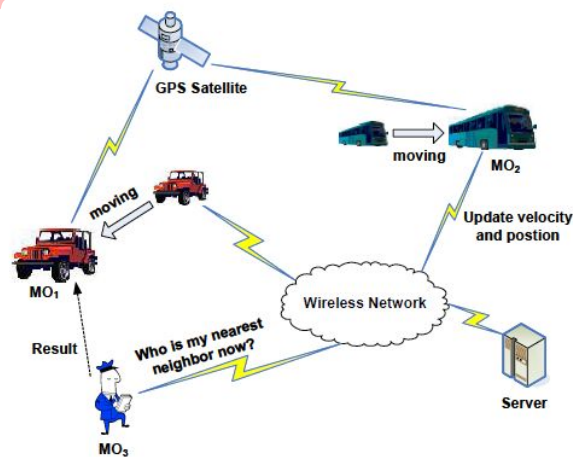 GPS Satellite
moving
MO2
moving
Update velocity
and postion
MO1
Wireless Network
Who is my nearest
neighbor now?
Result
Server
MO3